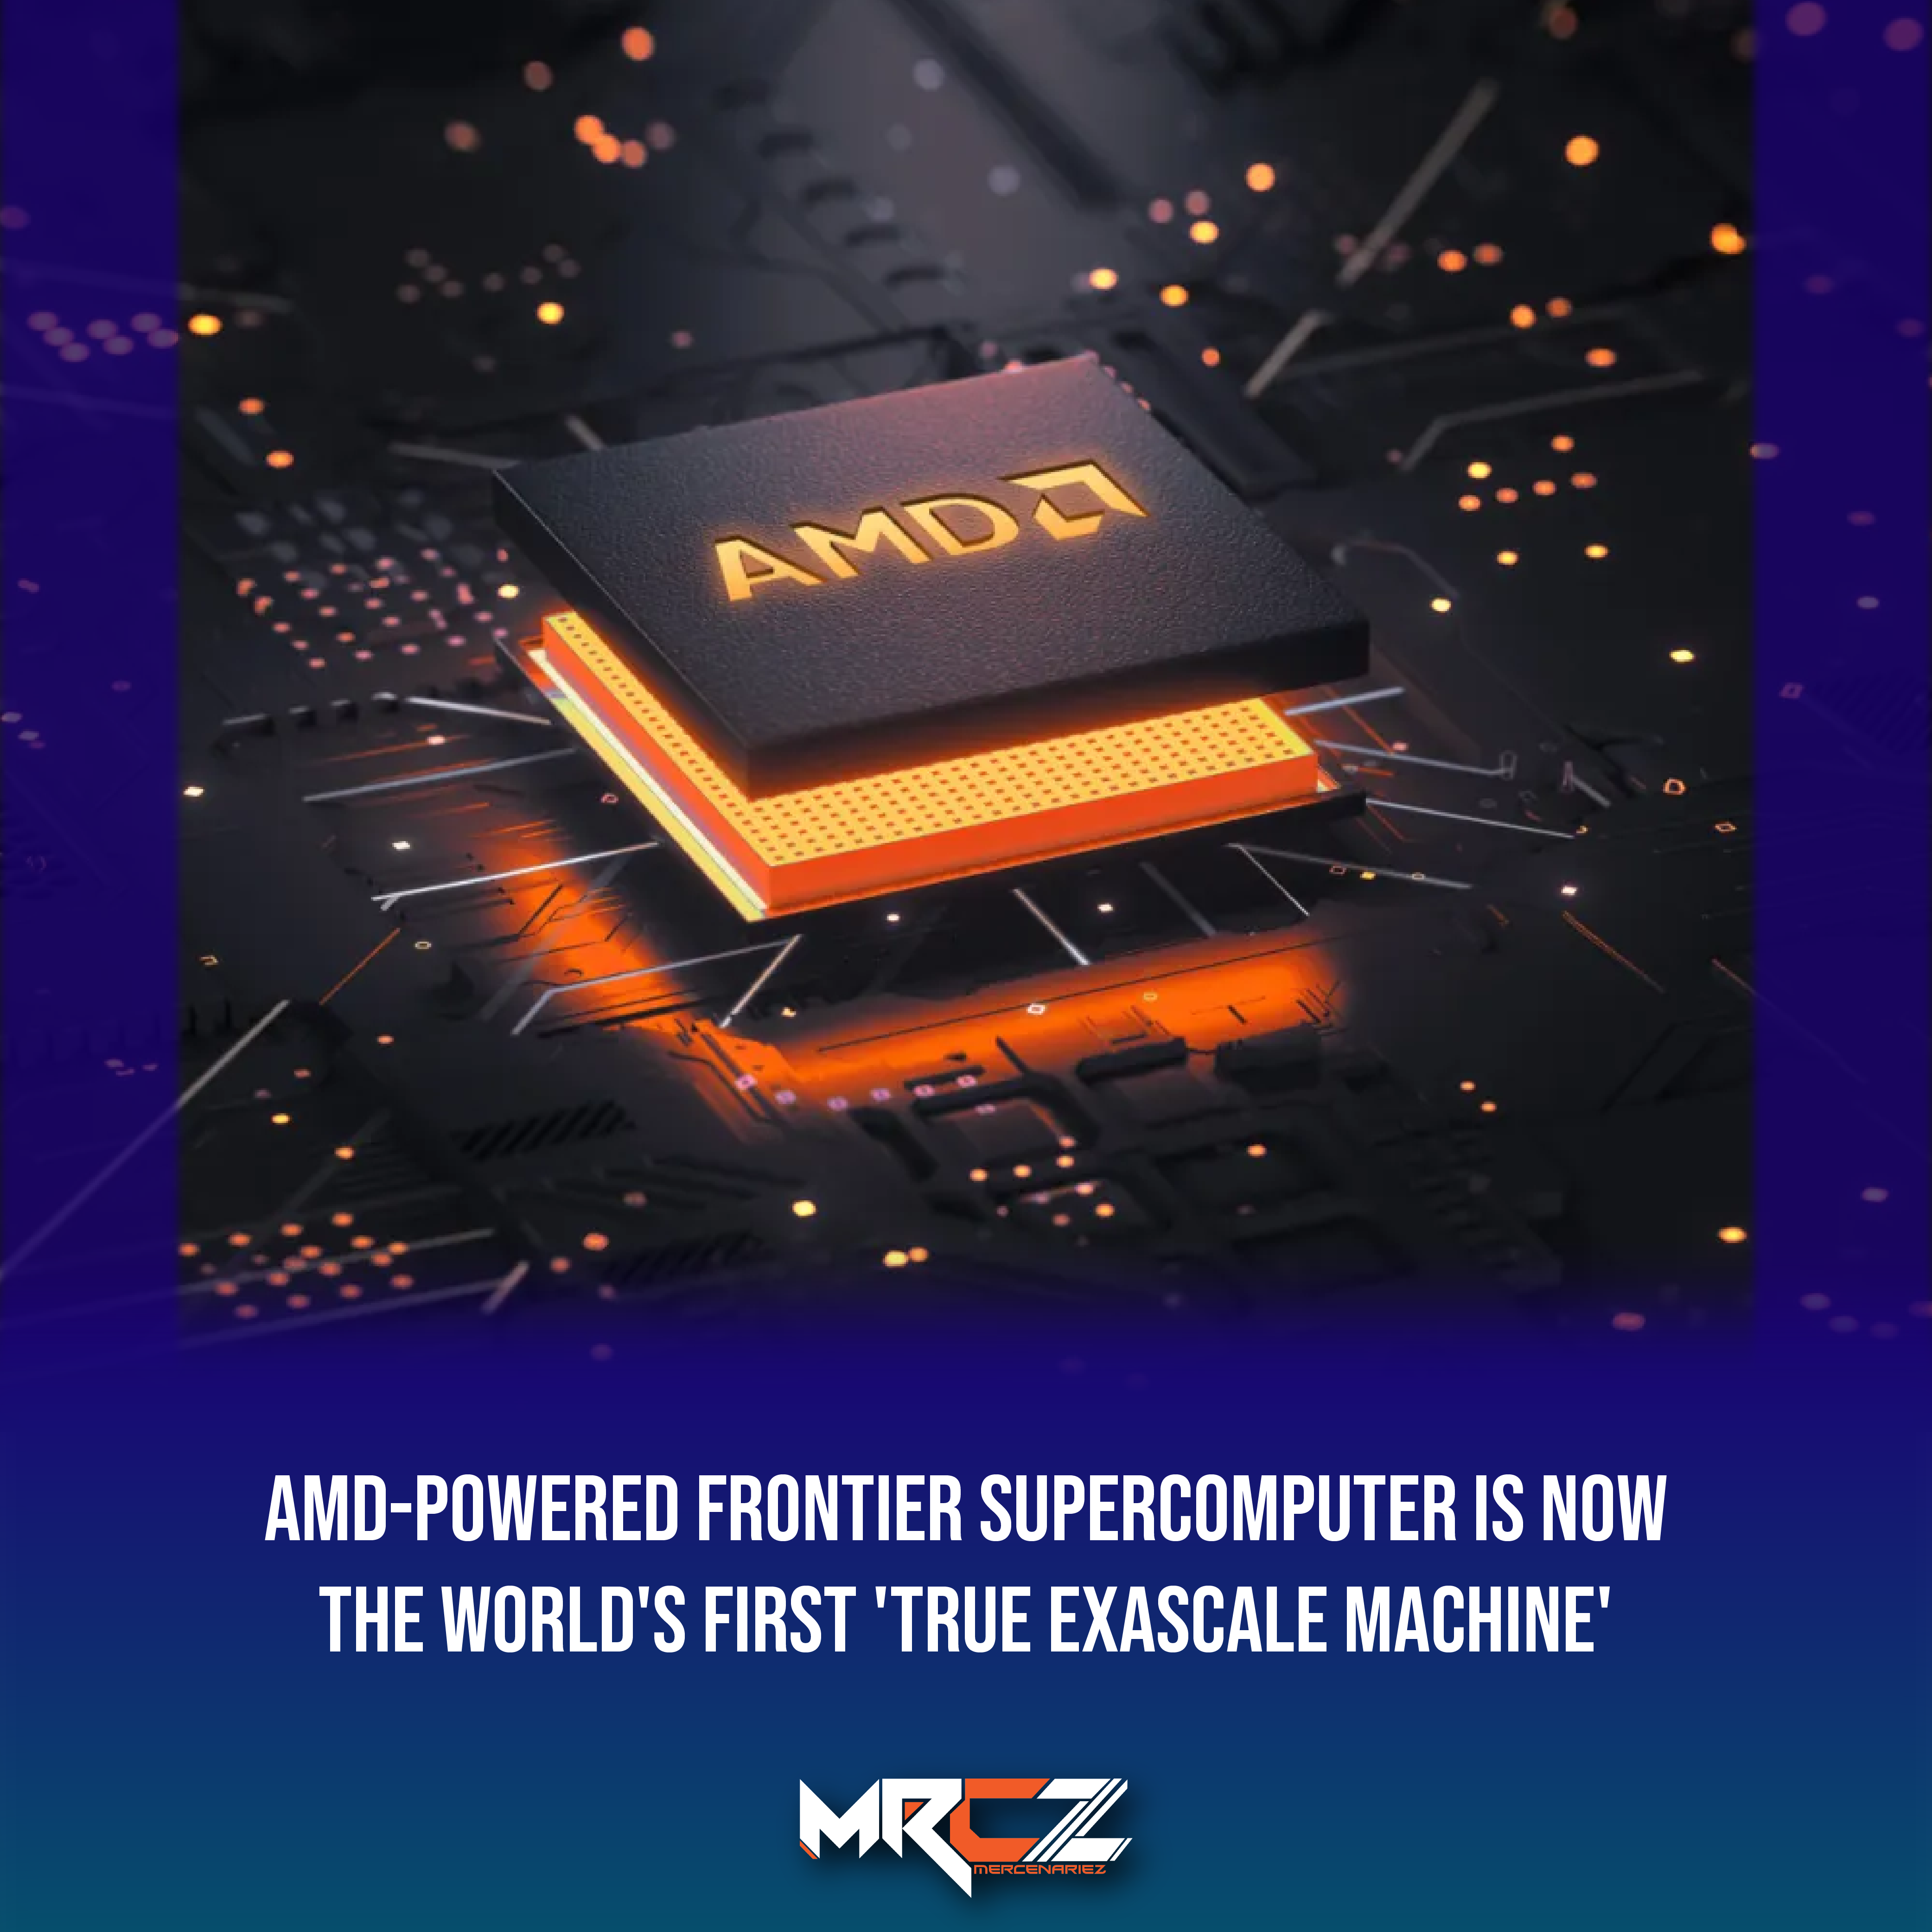 AMD
AMD-POWERED FRONTIER SUPERCOMPUTER IS NOW
THE WORLD'S FIRST 'TRUE EXASCALE MACHINE'
MRCZ
MERCENARIEZ